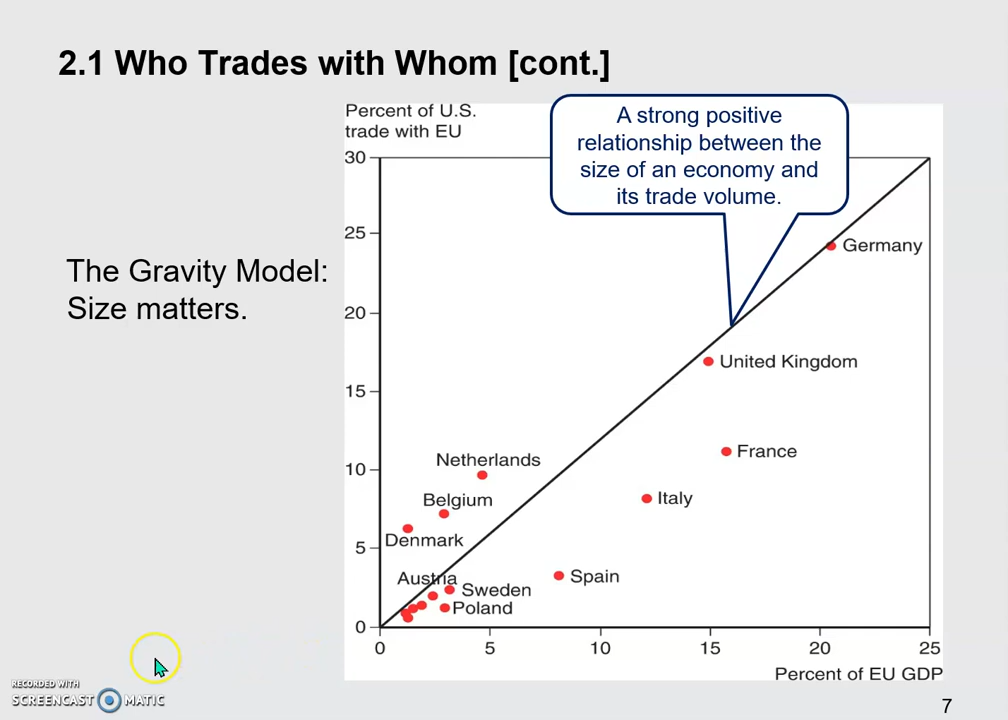 2.1 Who Trades with Whom [cont.]
Percent of U.S.
trade with EU
A strong positive
relationship between the
size of an economy and
its trade volume.
The Gravity Model:
Size matters.
30
25
20
15
10
5
0
Germany
United Kingdom
France
Netherlands
Italy
Belgium
Denmark
Spain
Austria
Sweden
Poland
0
5
10
15
20
25
Percent of EU GDP
RECORDED WITH
SCREENCAST MATIC
7